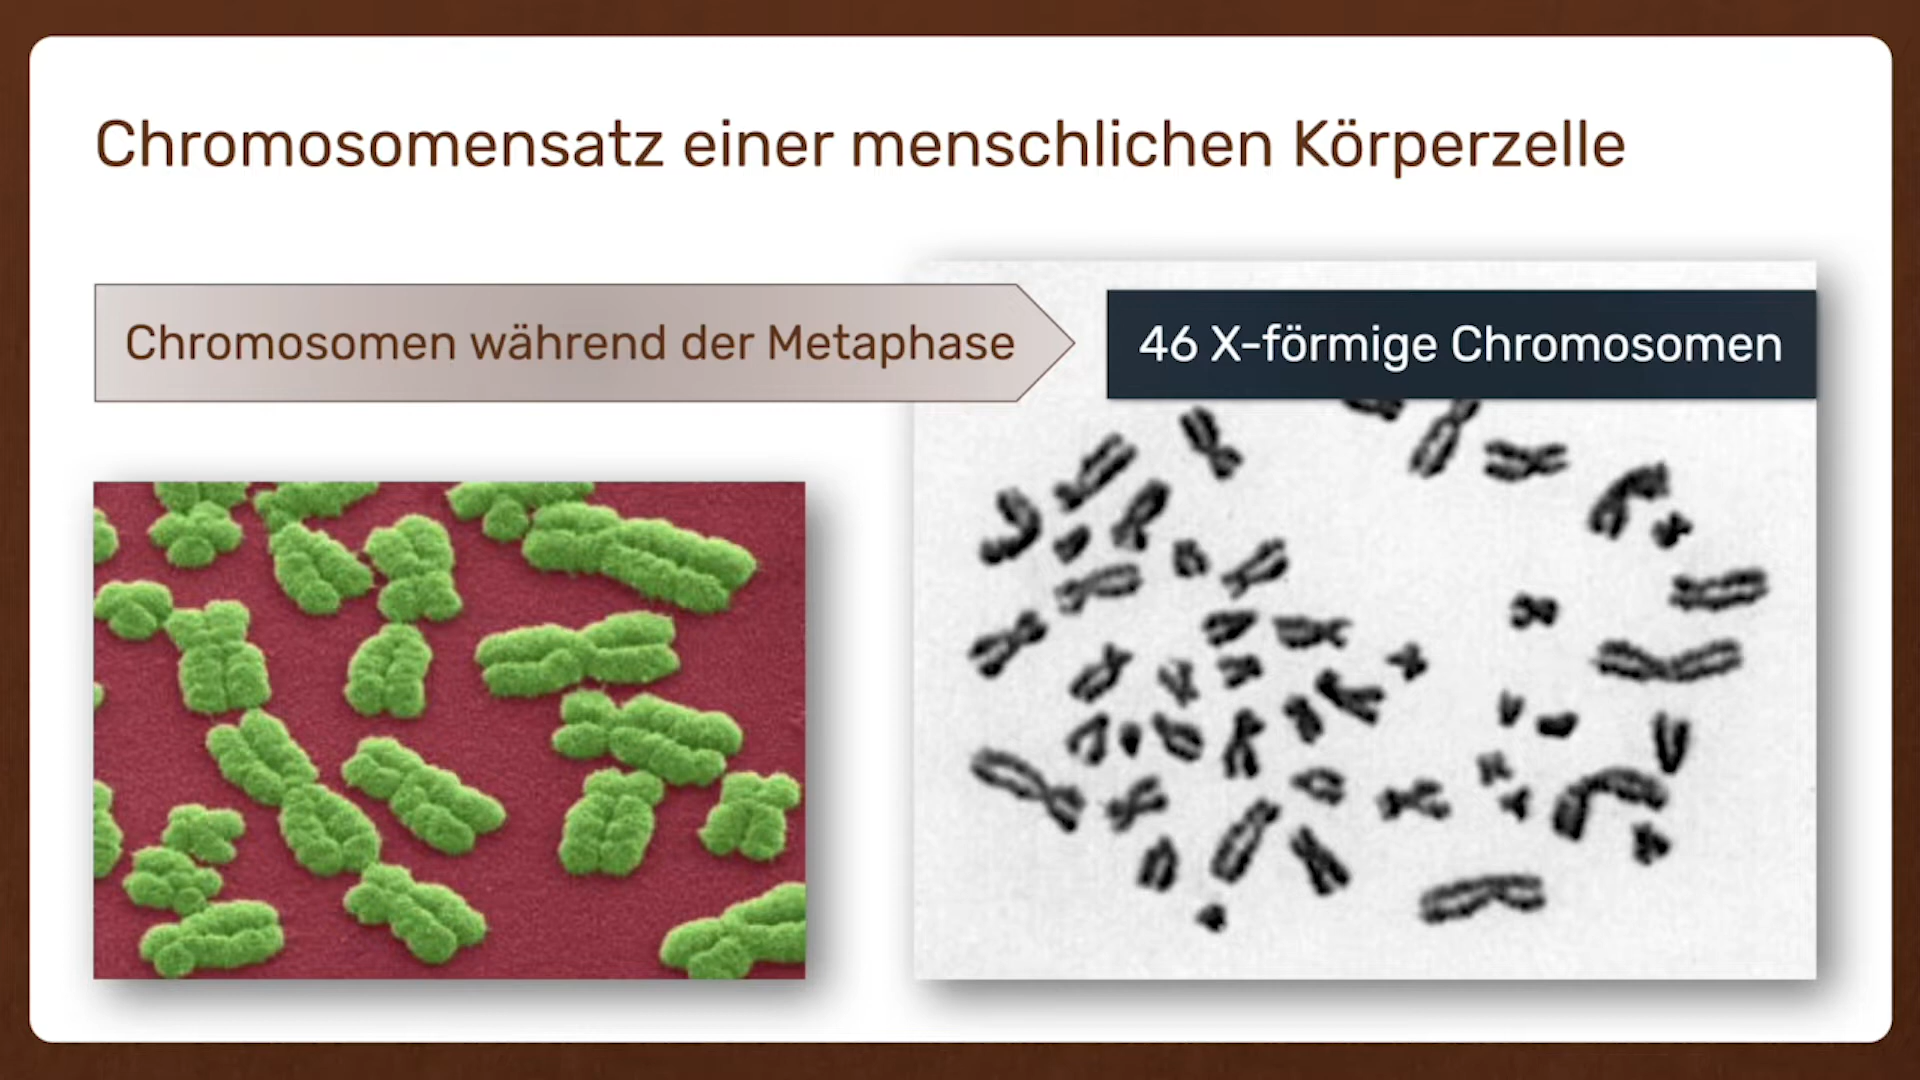 Chromosomensatz einer menschlichen Körperzelle
Chromosomen während der Metaphase
46 X-förmige Chromosomen